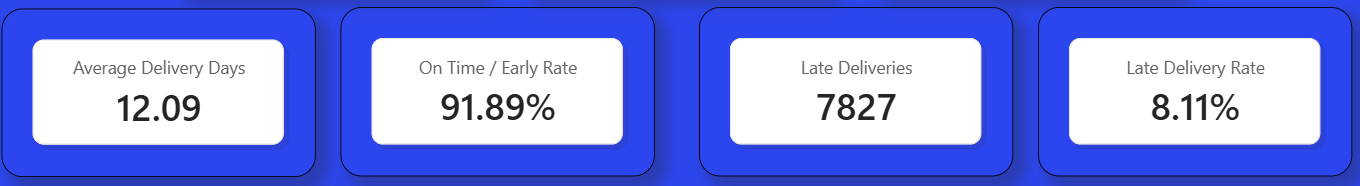 Average Delivery Days
12.09
On Time / Early Rate
91.89%
Late Deliveries
7827
Late Delivery Rate
8.11%